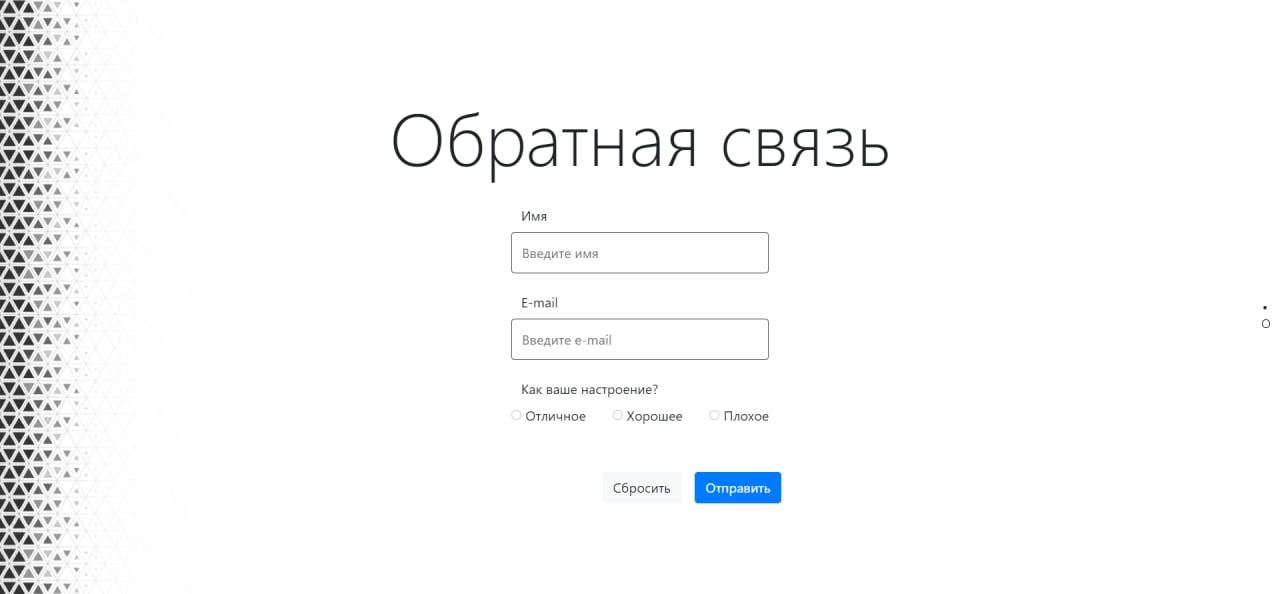 Обратная связь
Имя
Введите имя
E-mail
Введите e-mail
Как ваше настроение?
Отличное Хорошее Плохое
Сбросить Отправить